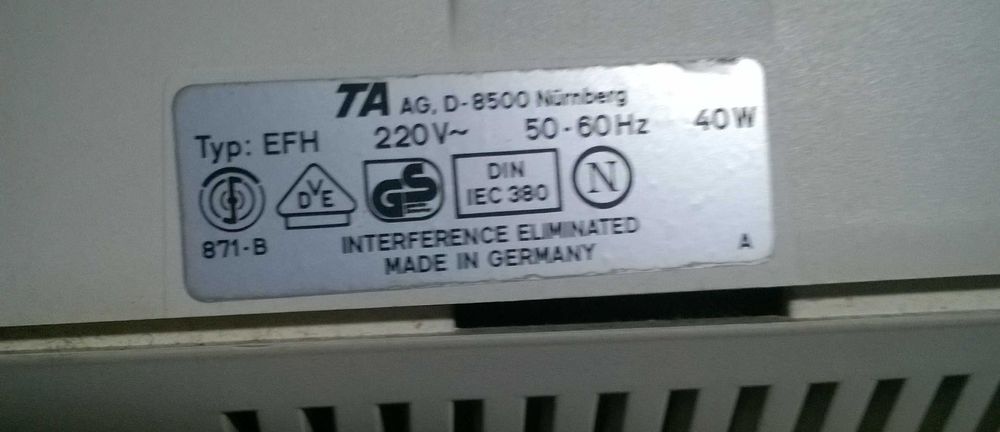 TA AG, D-8500 Nürnberg
Typ: EFH 220V~ 50-60Hz 40W
DVE GS DIN IEC 380 N
871-B
INTERFERENCE ELIMINATED
MADE IN GERMANY A